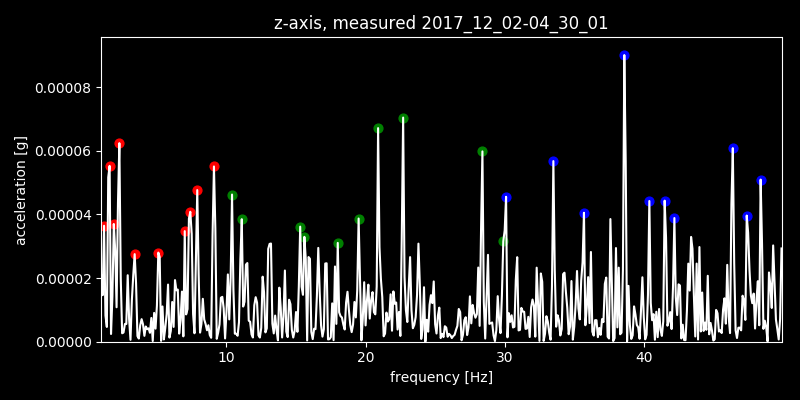 z-axis, measured 2017_12_02-04_30_01
0.00008
0.00006
0.00004
0.00002
0.00000
acceleration [g]
10 20 30 40
frequency [Hz]